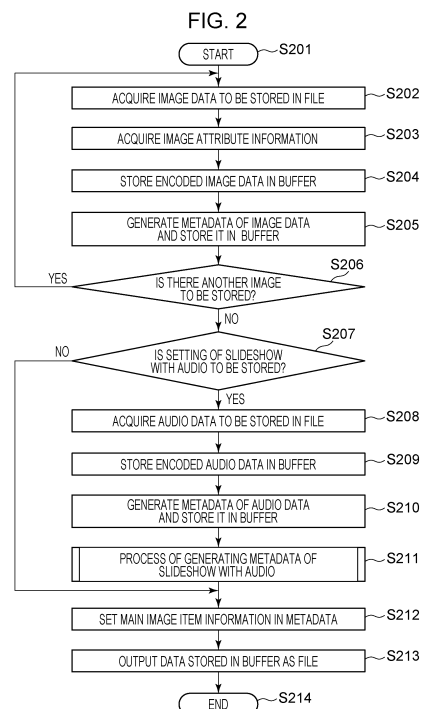 FIG. 2
START
S201
ACQUIRE IMAGE DATA TO BE STORED IN FILE
S202
ACQUIRE IMAGE ATTRIBUTE INFORMATION
S203
STORE ENCODED IMAGE DATA IN BUFFER
S204
GENERATE METADATA OF IMAGE DATA
AND STORE IT IN BUFFER
S205
S206
YES
IS THERE ANOTHER IMAGE
TO BE STORED?
NO
S207
NO
IS SETTING OF SLIDESHOW
WITH AUDIO TO BE STORED?
YES
ACQUIRE AUDIO DATA TO BE STORED IN FILE
S208
STORE ENCODED AUDIO DATA IN BUFFER
S209
GENERATE METADATA OF AUDIO DATA
AND STORE IT IN BUFFER
S210
PROCESS OF GENERATING METADATA OF
SLIDESHOW WITH AUDIO
S211
SET MAIN IMAGE ITEM INFORMATION IN METADATA
S212
OUTPUT DATA STORED IN BUFFER AS FILE
S213
END
S214